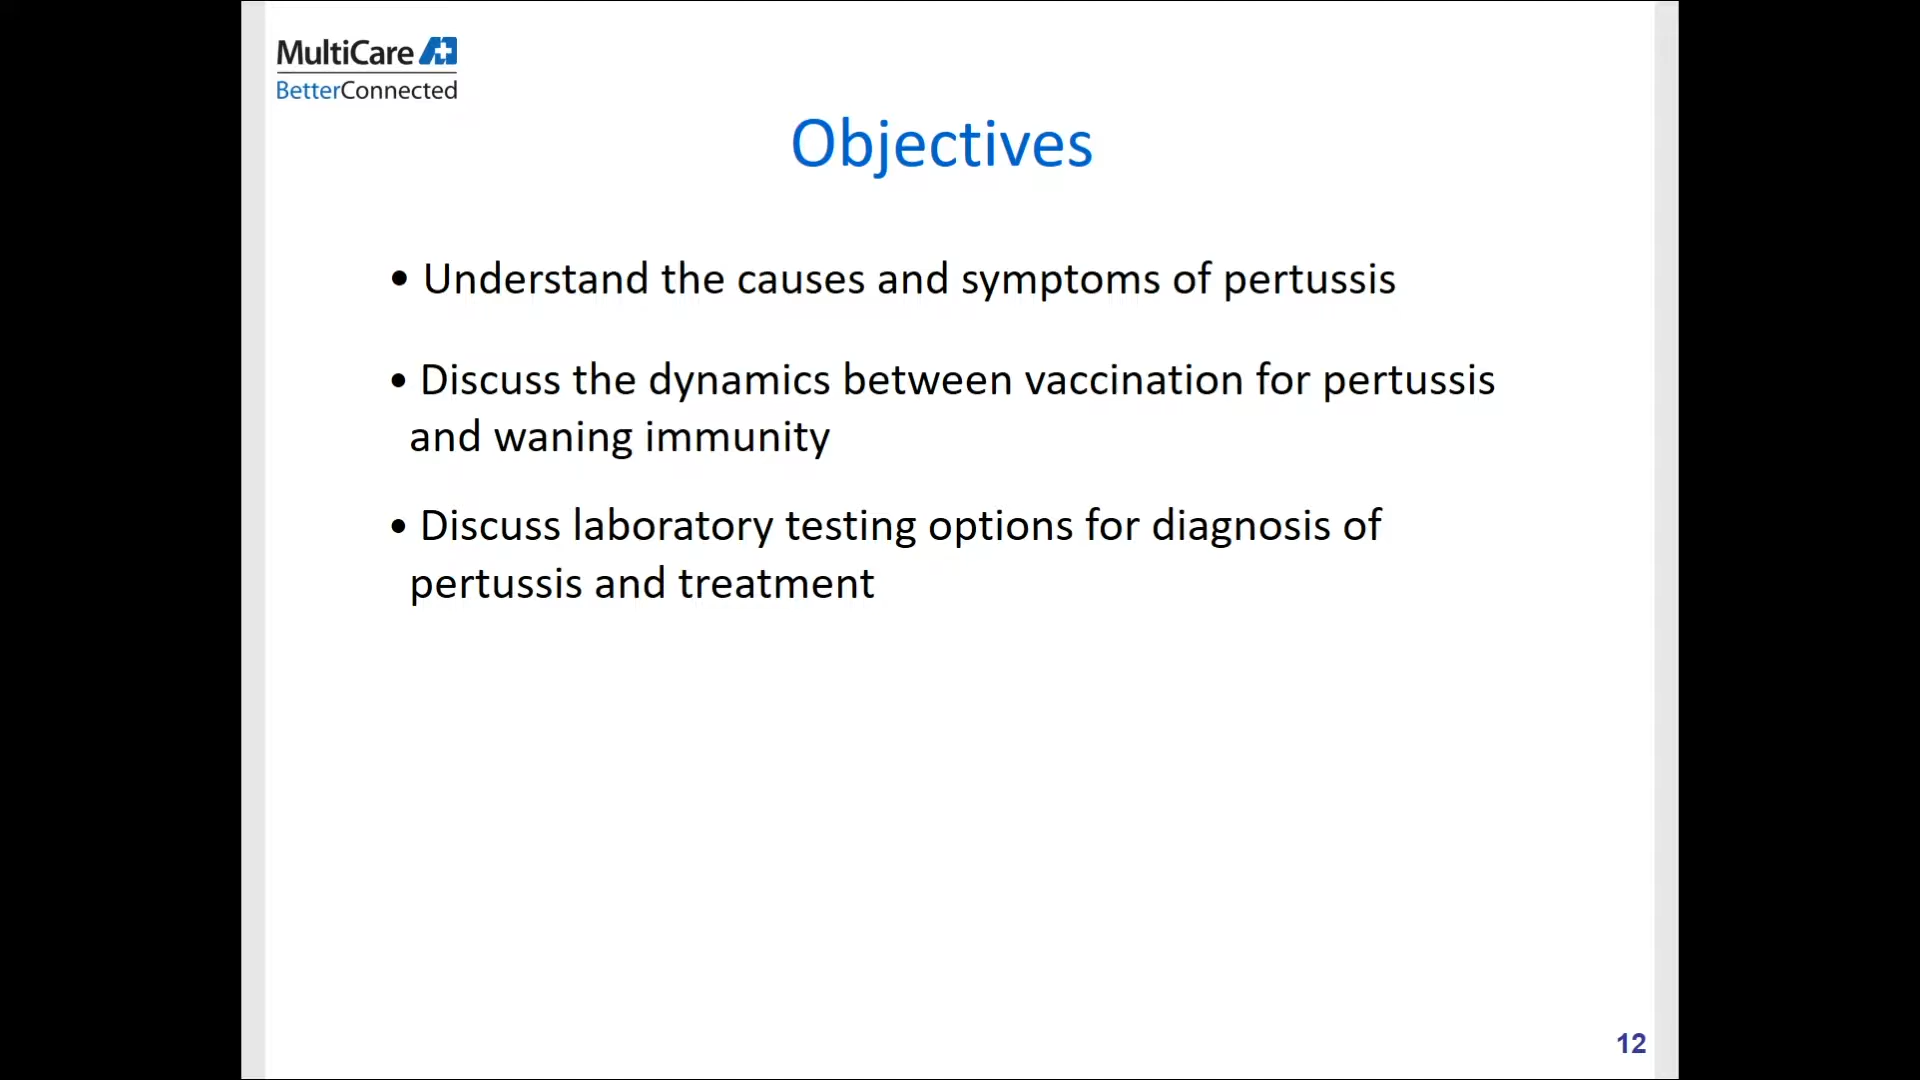 MultiCare
BetterConnected
Objectives
• Understand the causes and symptoms of pertussis
• Discuss the dynamics between vaccination for pertussis
and waning immunity
• Discuss laboratory testing options for diagnosis of
pertussis and treatment
12